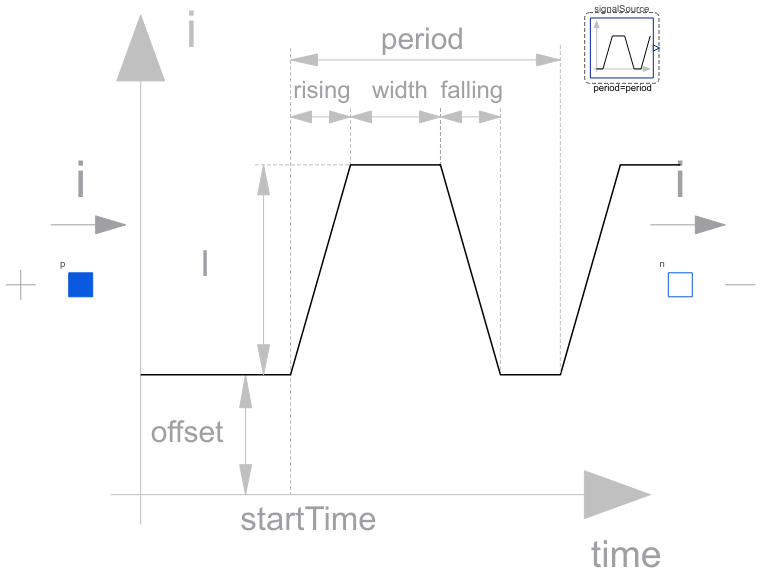 i
signalSource
period=period
period
rising
width
falling
i
i
p
n
I
offset
startTime
time